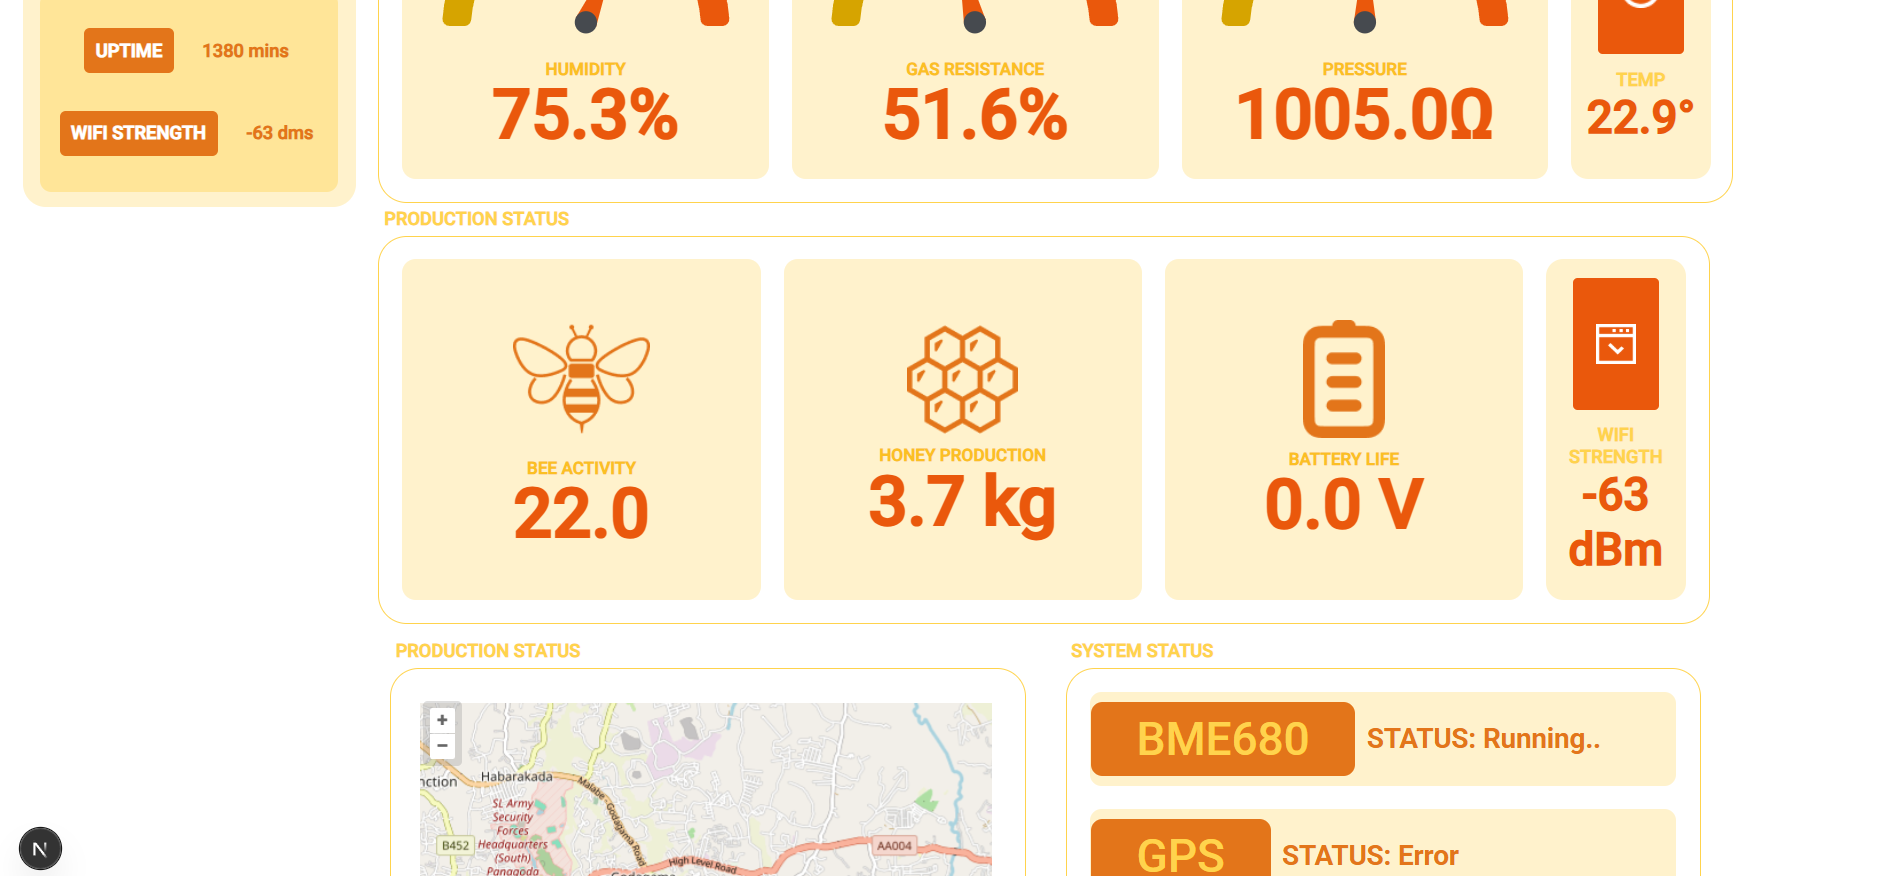 UPTIME 1380 mins
WIFI STRENGTH -63 dms
HUMIDITY
75.3%
GAS RESISTANCE
51.6%
PRESSURE
1005.0Ω
TEMP
22.9°
PRODUCTION STATUS
BEE ACTIVITY
22.0
HONEY PRODUCTION
3.7 kg
BATTERY LIFE
0.0 V
WIFI
STRENGTH
-63
dBm
PRODUCTION STATUS
+
−
nction
Habarakada
Malabe - Godagama Road
SL Army
Security
Forces
Headquarters
(South)
Panagoda
B452
AA004
High Level Road
Godagama
SYSTEM STATUS
BME680 STATUS: Running..
GPS STATUS: Error
N